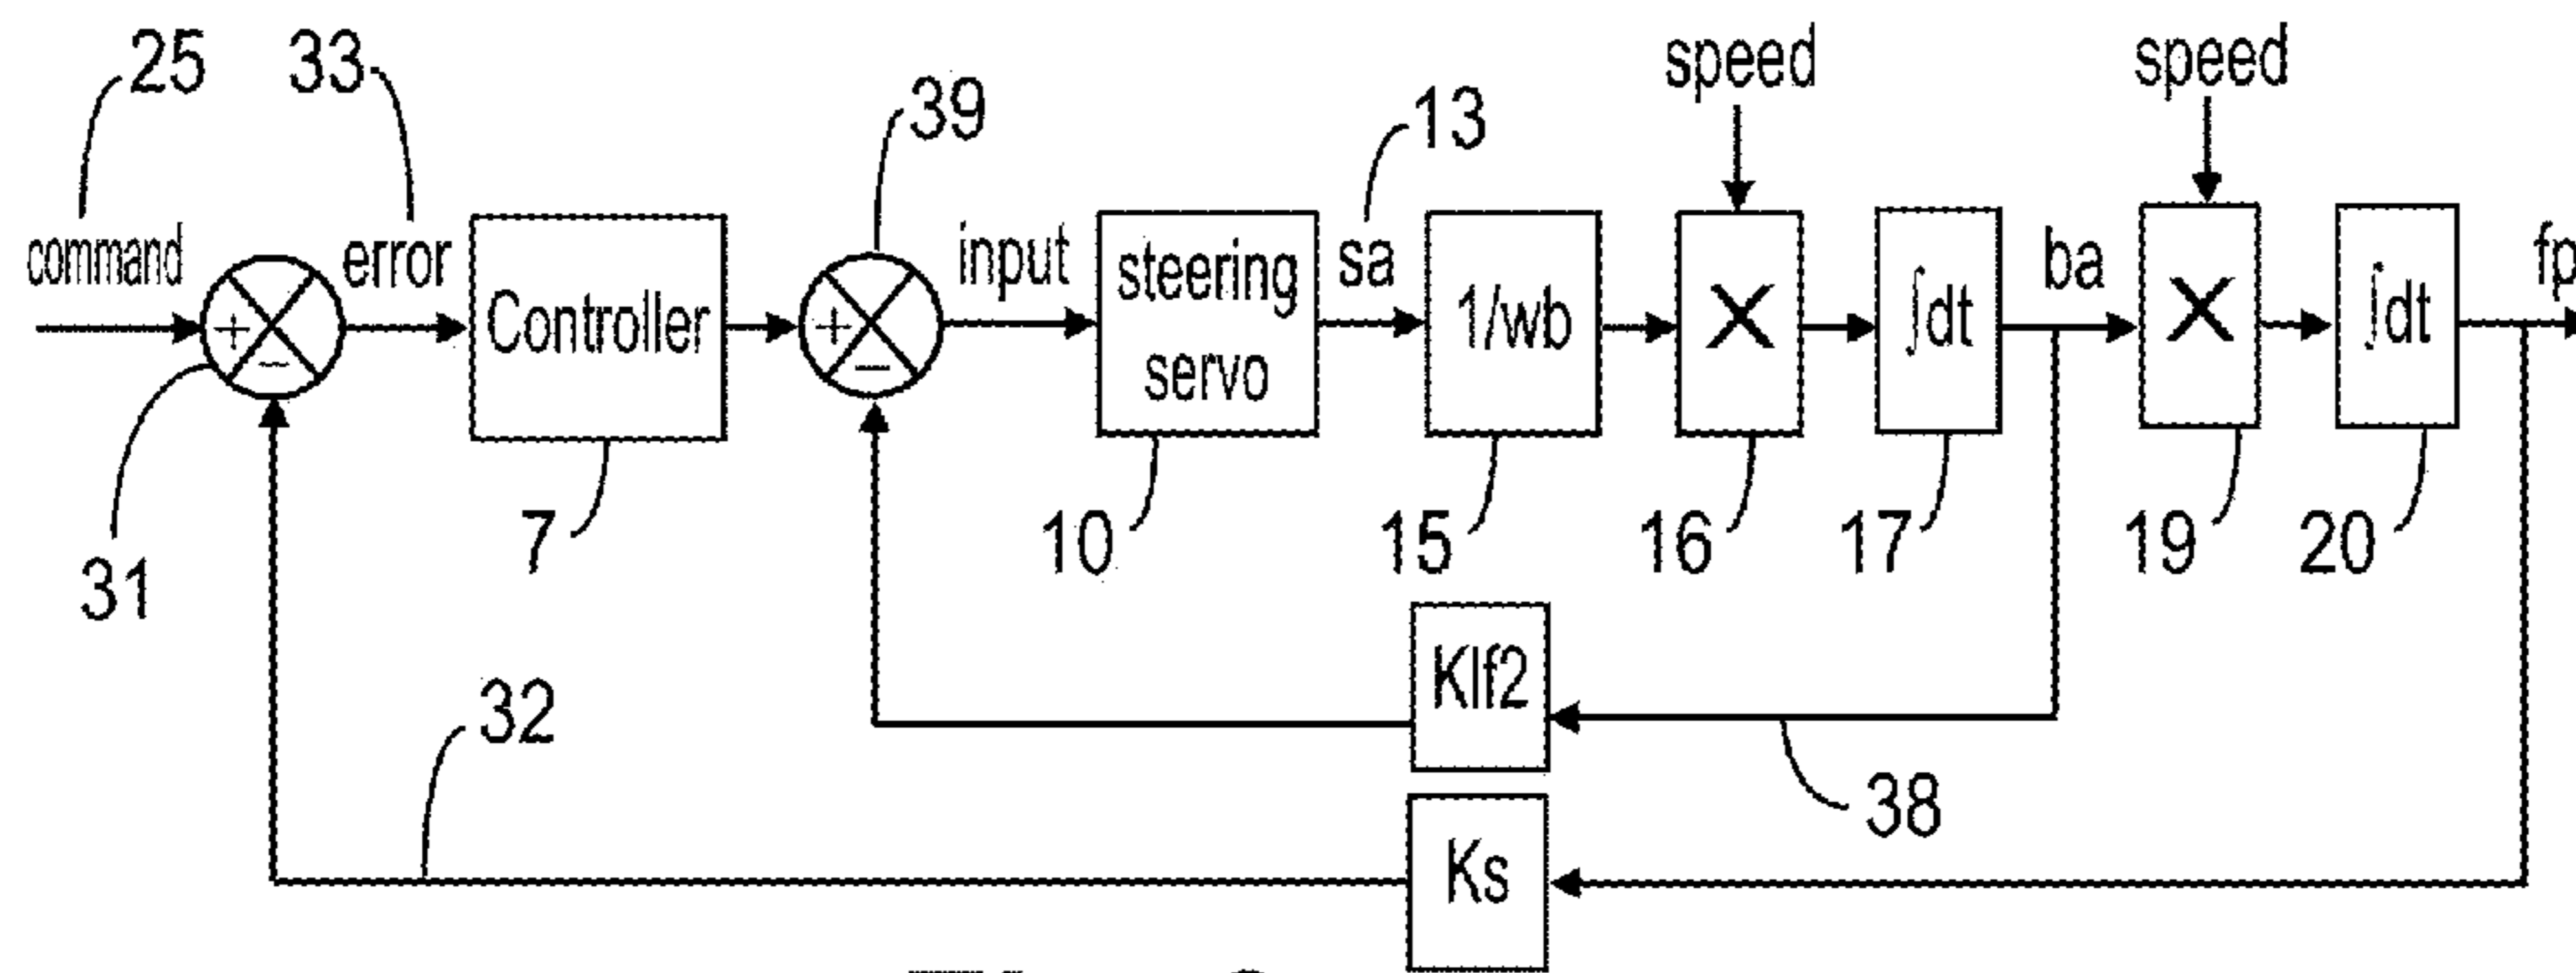 25
33
39
13
speed
speed
command
error
input
sa
ba
fp
+
−
Controller
+
−
steering
servo
1/wb
X
∫dt
X
∫dt
31
7
10
15
16
17
19
20
Klf2
32
38
Ks